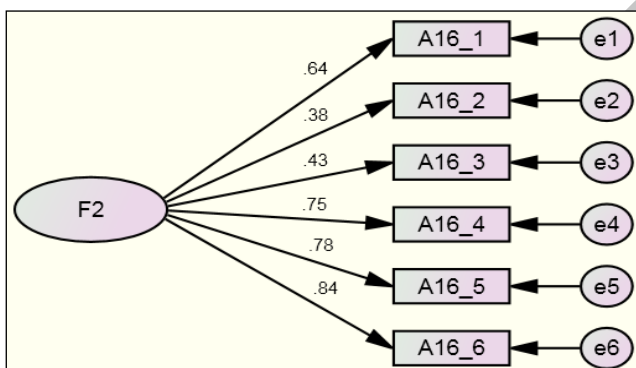 A16_1
e1
.64
A16_2
e2
.38
A16_3
e3
.43
F2
A16_4
e4
.75
A16_5
e5
.78
A16_6
e6
.84